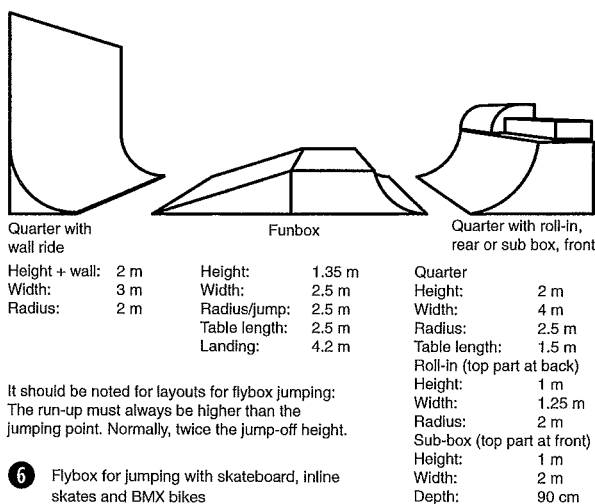 Quarter with
wall ride
Height + wall: 2 m
Width: 3 m
Radius: 2 m
Funbox
Height: 1.35 m
Width: 2.5 m
Radius/jump: 2.5 m
Table length: 2.5 m
Landing: 4.2 m
Quarter with roll-in,
rear or sub box, front
Quarter
Height: 2 m
Width: 4 m
Radius: 2.5 m
Table length: 1.5 m
Roll-in (top part at back)
Height: 1 m
Width: 1.25 m
Radius: 2 m
Sub-box (top part at front)
Height: 1 m
Width: 2 m
Depth: 90 cm
It should be noted for layouts for flybox jumping:
The run-up must always be higher than the
jumping point. Normally, twice the jump-off height.
6 Flybox for jumping with skateboard, inline
skates and BMX bikes